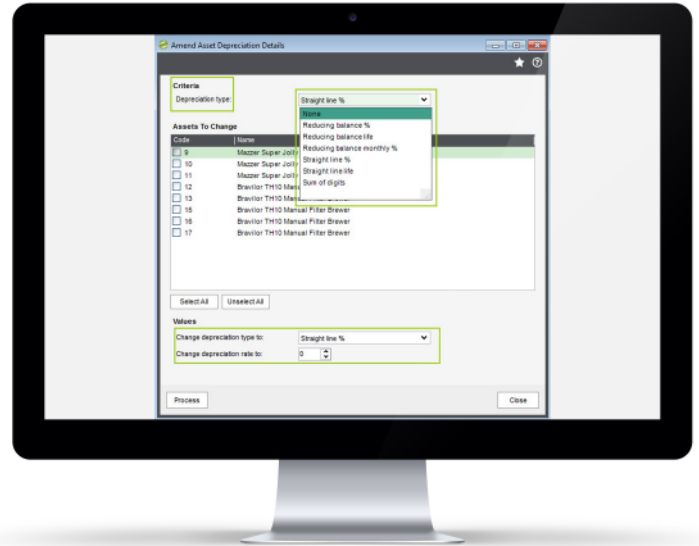 Amend Asset Depreciation Details
Criteria
Depreciation type:
Straight line %
None
Reducing balance %
Reducing balance life
Reducing balance monthly %
Straight line %
Straight line life
Sum of digits
Assets To Change
Code Name
9 Mazzer Super Jolly
10 Mazzer Super Jolly
11 Mazzer Super Jolly
12 Bravilor TH10 Manu
13 Bravilor TH10 Manual Filter Brewer
15 Bravilor TH10 Manual Filter Brewer
16 Bravilor TH10 Manual Filter Brewer
17 Bravilor TH10 Manual Filter Brewer
Select All Unselect All
Values
Change depreciation type to: Straight line %
Change depreciation rate to: 0
Process Close